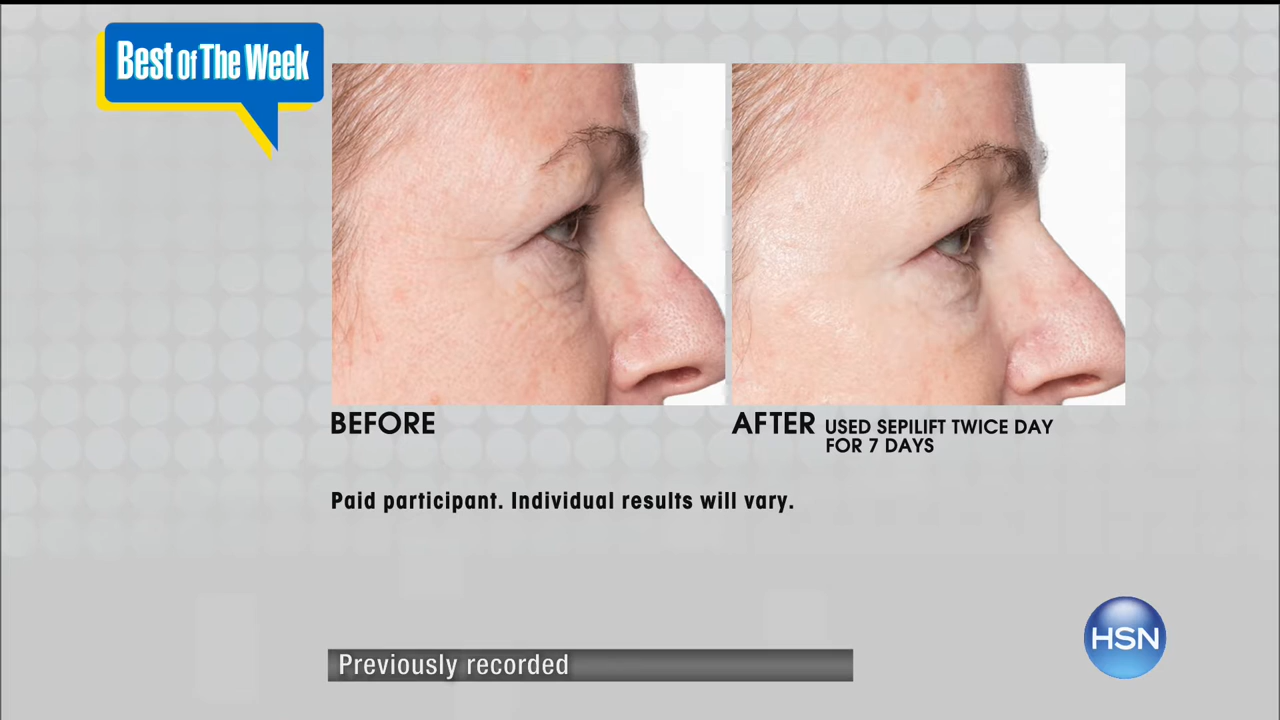 Best of The Week
BEFORE
AFTER USED SEPILIFT TWICE DAY
FOR 7 DAYS
Paid participant. Individual results will vary.
HSN
Previously recorded